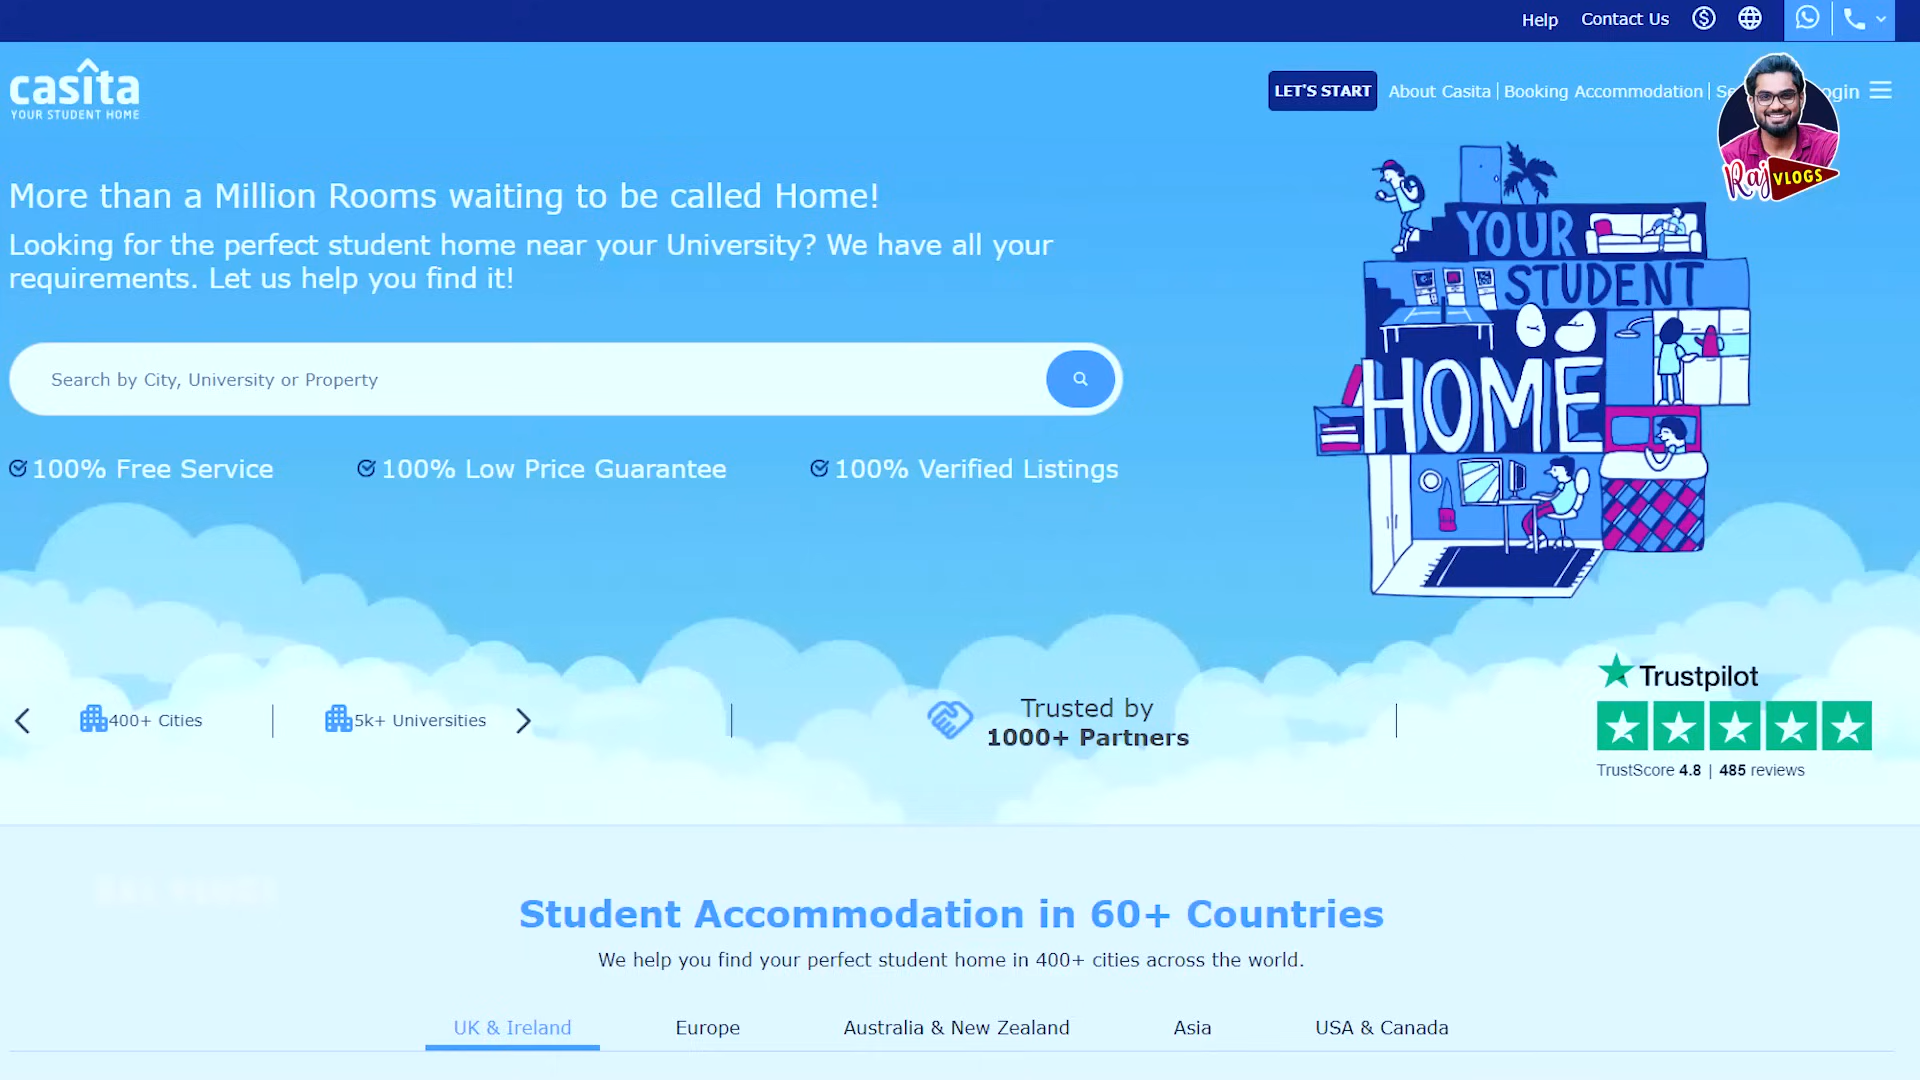 Help
Contact Us
casita
YOUR STUDENT HOME
LET'S START
About Casita
Booking Accommodation
Raj VLOGS
More than a Million Rooms waiting to be called Home!
Looking for the perfect student home near your University? We have all your
requirements. Let us help you find it!
YOUR
STUDENT
HOME
Search by City, University or Property
100% Free Service
100% Low Price Guarantee
100% Verified Listings
400+ Cities
5k+ Universities
Trusted by
1000+ Partners
Trustpilot
TrustScore 4.8 | 485 reviews
Student Accommodation in 60+ Countries
We help you find your perfect student home in 400+ cities across the world.
UK & Ireland
Europe
Australia & New Zealand
Asia
USA & Canada